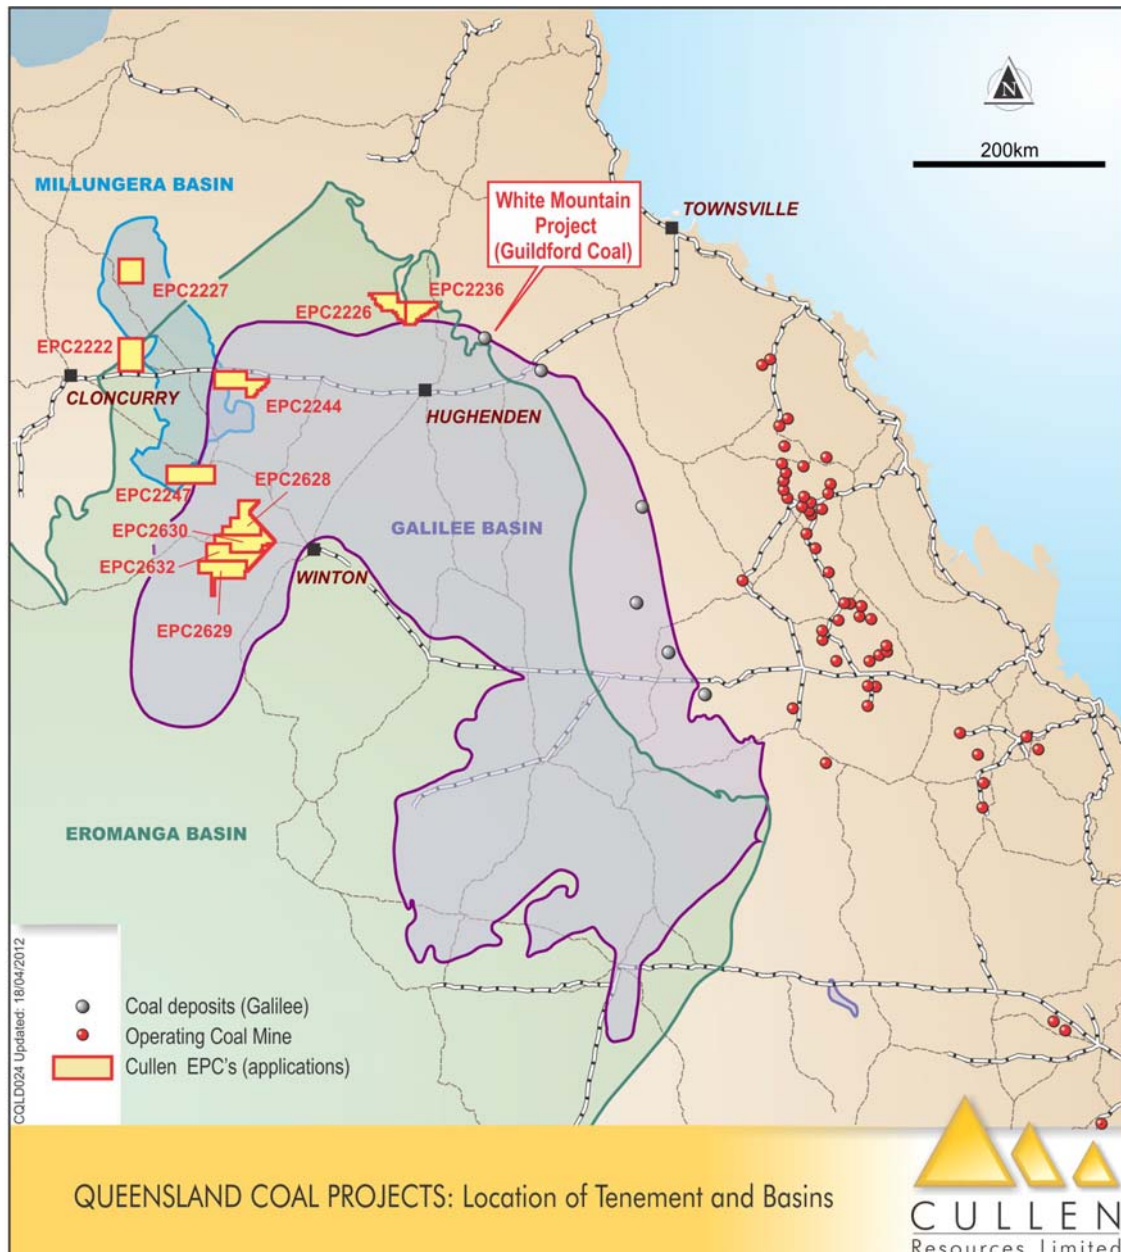 N
200km
MILLUNGERA BASIN
White Mountain
Project
(Guildford Coal)
TOWNSVILLE
EPC2227
EPC2236
EPC2226
EPC2222
CLONCURRY
EPC2244
HUGHENDEN
EPC2247
EPC2628
EPC2630
GALILEE BASIN
EPC2632
WINTON
EPC2629
EROMANGA BASIN
CQLD024 Updated: 18/04/2012
Coal deposits (Galilee)
Operating Coal Mine
Cullen EPC's (applications)
QUEENSLAND COAL PROJECTS: Location of Tenement and Basins
CULLEN
Resources Limited